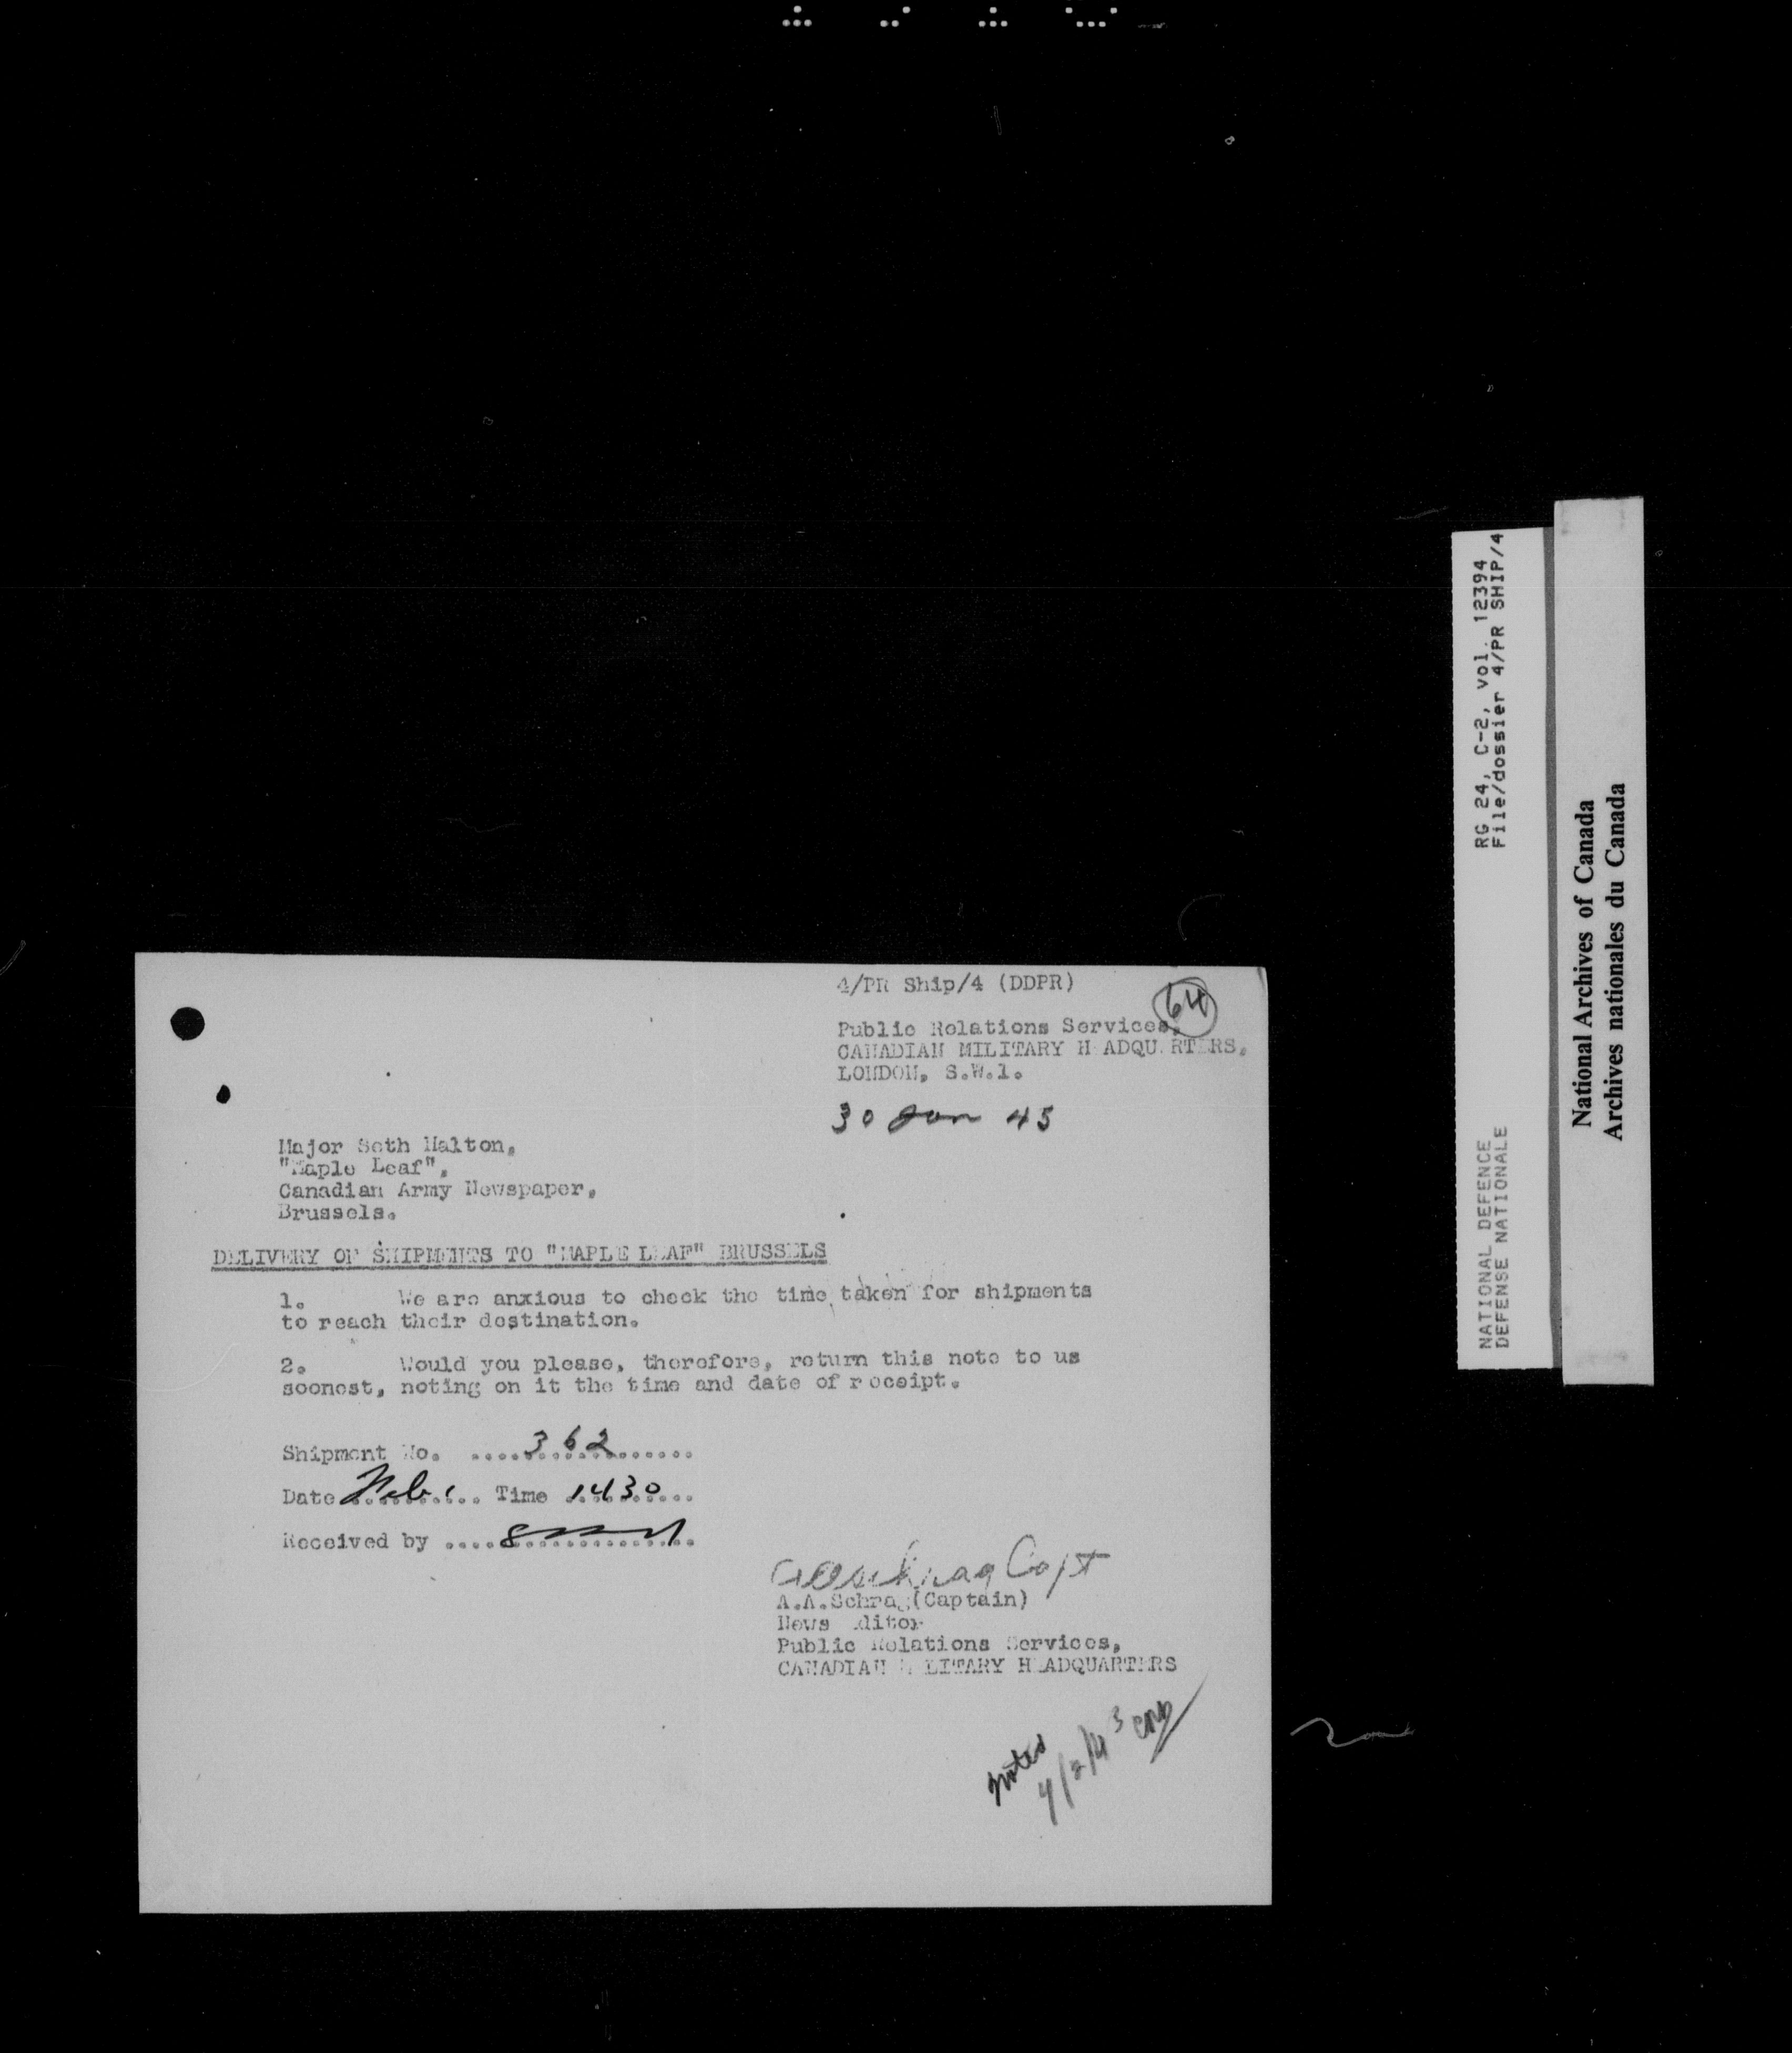 4/PR Ship/4 (DDPR)
64
Public Relations Services,
CANADIAN MILITARY HEADQUARTERS,
LONDON, S.W.1.
30 Jan 45
Major Seth Halton,
"Maple Leaf",
Canadian Army Newspaper,
Brussels.
DELIVERY OF SHIPMENTS TO "MAPLE LEAF" BRUSSELS
1. We are anxious to check the time taken for shipments
to reach their destination.
2. Would you please, therefore, return this note to us
soonest, noting on it the time and date of receipt.
Shipment No. ....362......
Date Feb 1 .... Time 1430...
Received by ....
Capt
A.A.Schrag (Captain)
News Editor
Public Relations Services,
CANADIAN MILITARY HEADQUARTERS
Noted
RG 24, C-2, vol. 12394
File/dossier 4/PR SHIP/4
NATIONAL DEFENCE
DEFENSE NATIONALE
National Archives of Canada
Archives nationales du Canada